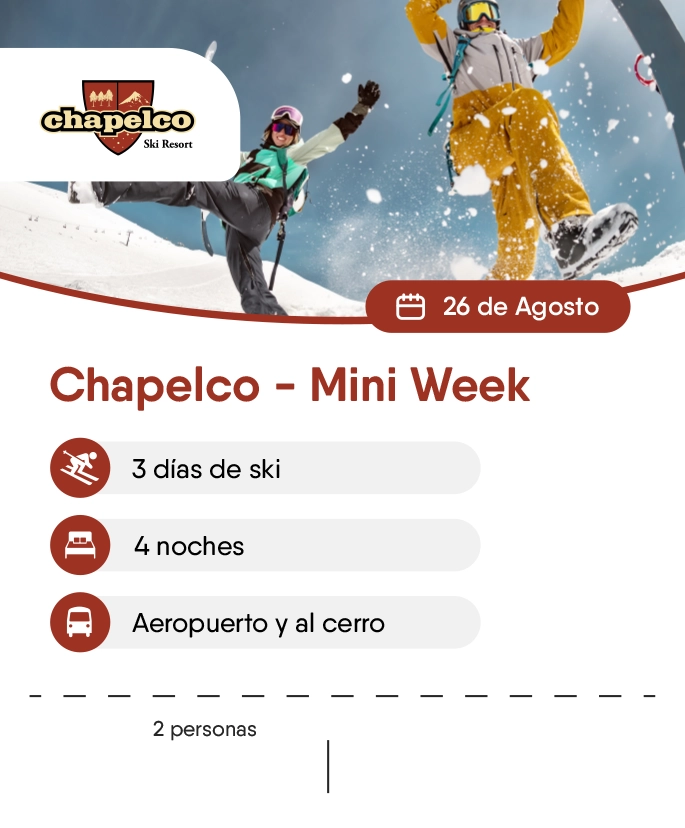 chapelco
Ski Resort
26 de Agosto
Chapelco - Mini Week
3 días de ski
4 noches
Aeropuerto y al cerro
2 personas